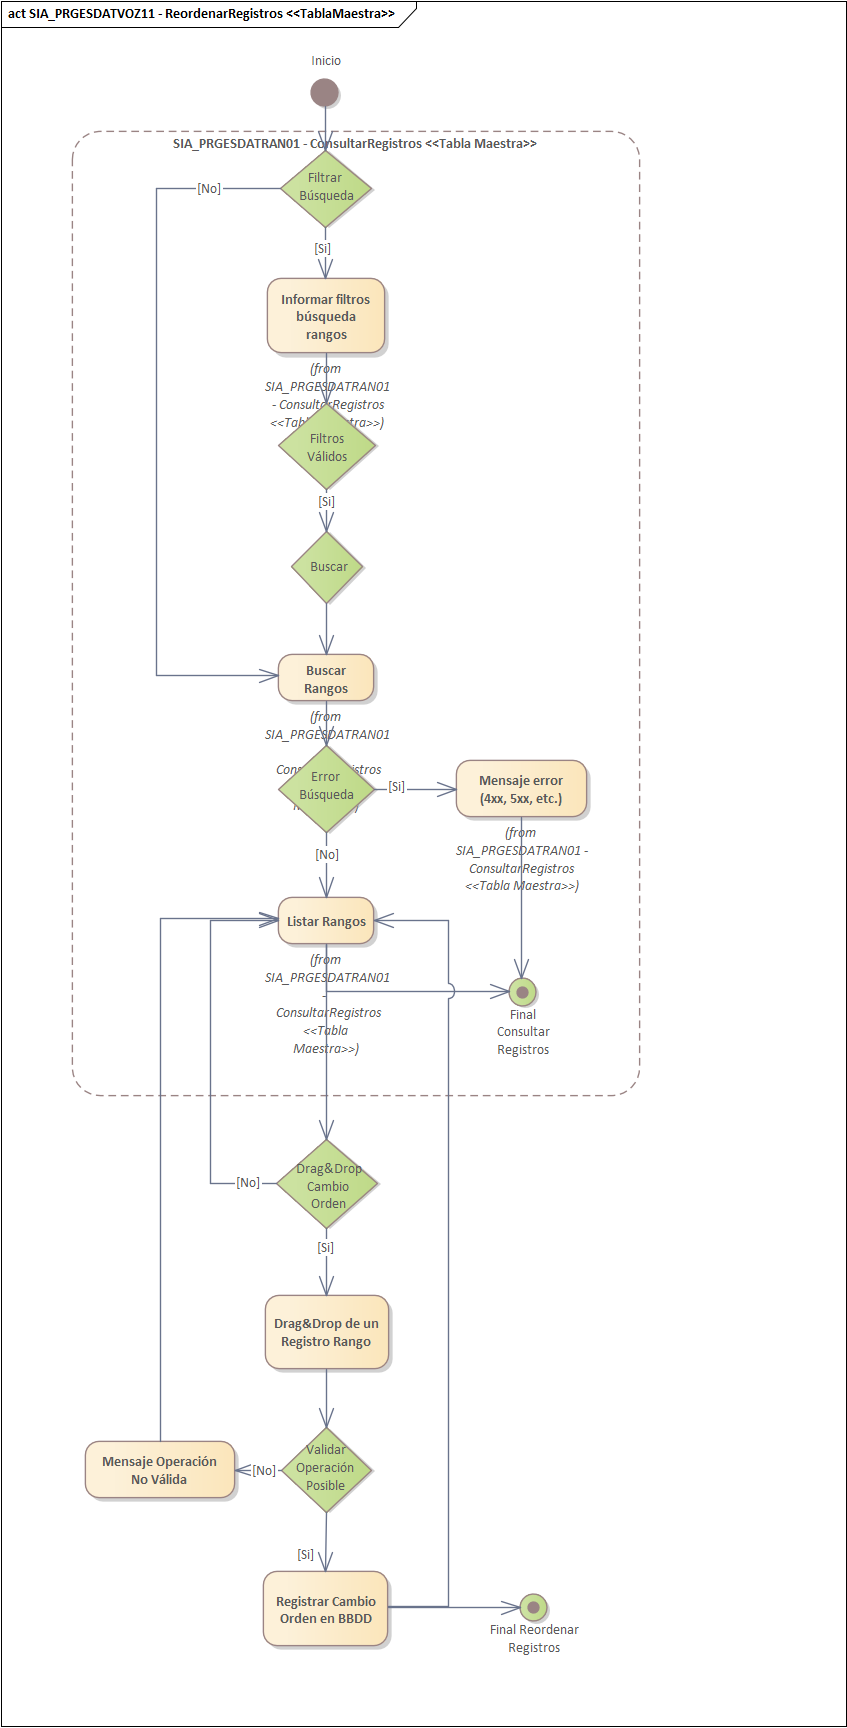 act SIA_PRGESDATVOZ11 - ReordenarRegistros <<TablaMaestra>>
Inicio
SIA_PRGESDATRAN01 - ConsultarRegistros <<Tabla Maestra>>
Filtrar
Búsqueda
[No]
[Si]
Informar filtros
búsqueda
rangos
(from
SIA_PRGESDATRAN01
- ConsultarRegistros
Filtros
Válidos
[Si]
Buscar
Buscar
Rangos
(from
SIA_PRGESDATRAN01
Error
Búsqueda
[Si]
Mensaje error
(4xx, 5xx, etc.)
(from
SIA_PRGESDATRAN01 -
ConsultarRegistros
<<Tabla Maestra>>)
[No]
Listar Rangos
(from
SIA_PRGESDATRAN01
-
ConsultarRegistros
<<Tabla
Maestra>>)
Final
Consultar
Registros
Drag&Drop
Cambio
Orden
[No]
[Si]
Drag&Drop de un
Registro Rango
Validar
Operación
Posible
[No]
Mensaje Operación
No Válida
[Si]
Registrar Cambio
Orden en BBDD
Final Reordenar
Registros